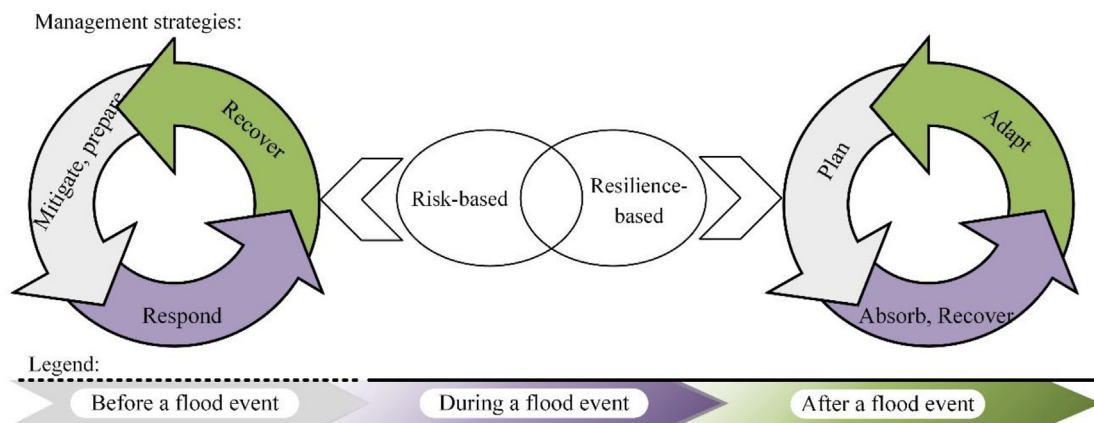 Management strategies:
Mitigate, prepare
Recover
Respond
Risk-based
Resilience-
based
Plan
Adapt
Absorb, Recover
Legend:
Before a flood event
During a flood event
After a flood event